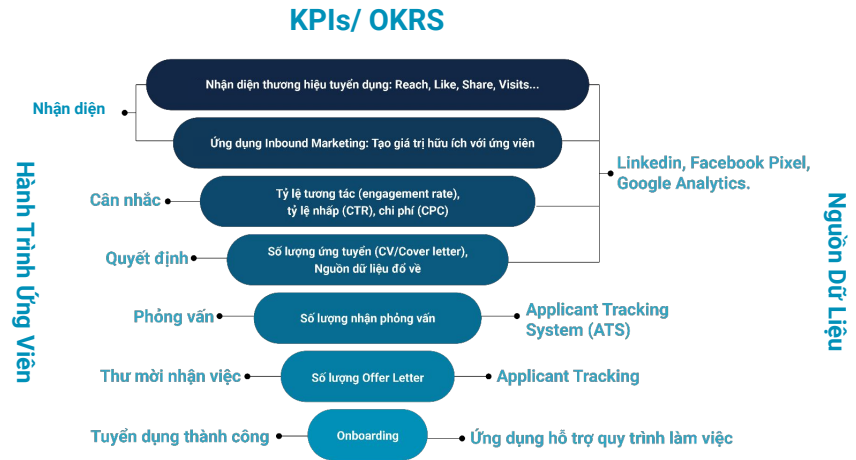 KPIs/ OKRS
Nhận diện thương hiệu tuyển dụng: Reach, Like, Share, Visits...
Nhận diện
Ứng dụng Inbound Marketing: Tạo giá trị hữu ích với ứng viên
Linkedin, Facebook Pixel,
Google Analytics.
Hành Trình Ứng Viên
Nguồn Dữ Liệu
Cân nhắc
Tỷ lệ tương tác (engagement rate),
tỷ lệ nhấp (CTR), chi phí (CPC)
Quyết định
Số lượng ứng tuyển (CV/Cover letter),
Nguồn dữ liệu đổ về
Phỏng vấn
Số lượng nhận phỏng vấn
Applicant Tracking
System (ATS)
Thư mời nhận việc
Số lượng Offer Letter
Applicant Tracking
Tuyển dụng thành công
Onboarding
Ứng dụng hỗ trợ quy trình làm việc